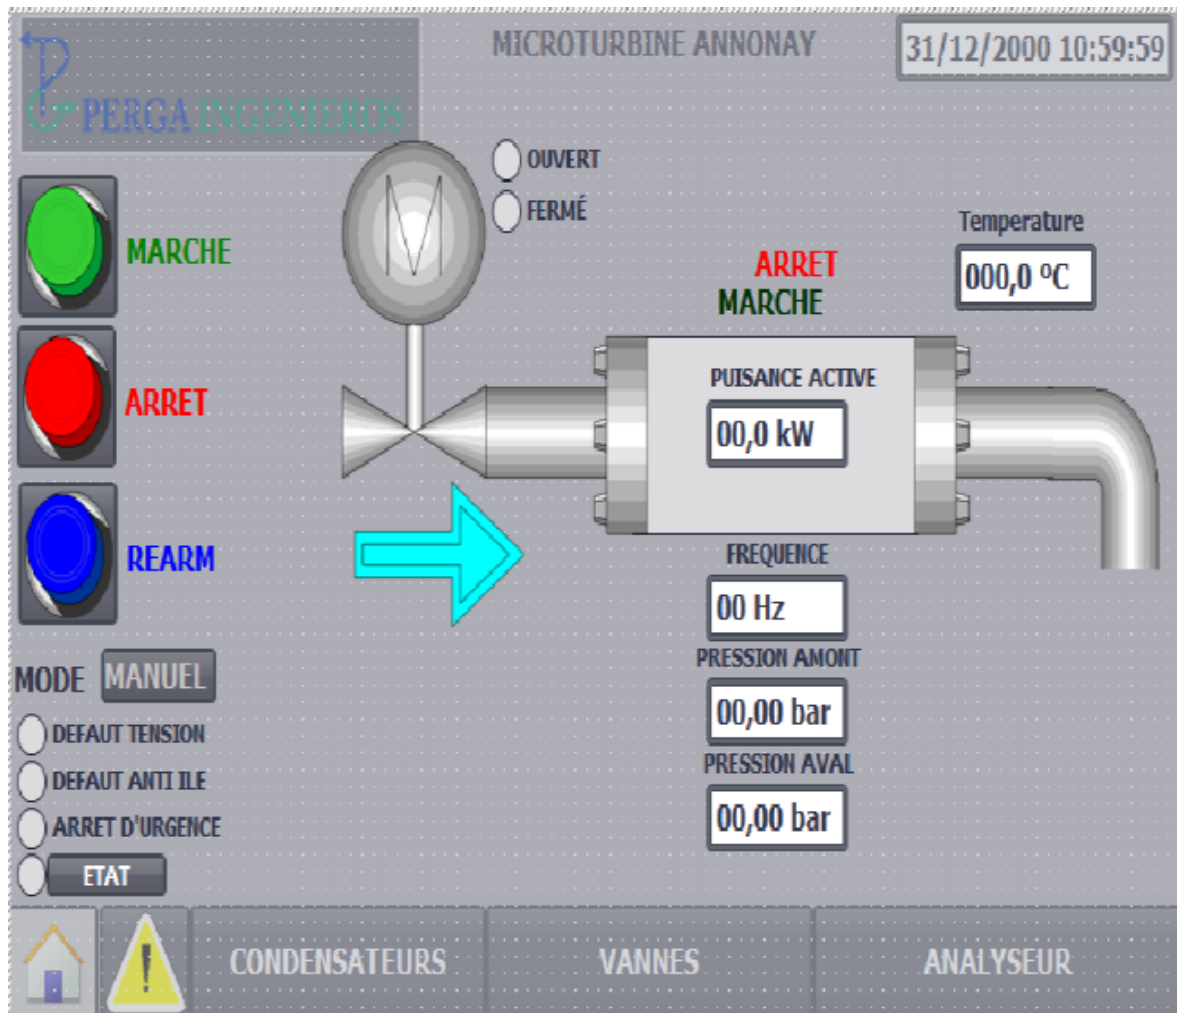 MICROTURBINE ANNONAY
31/12/2000 10:59:59
PERGA INGENIEROS
OUVERT
FERMÉ
MARCHE
Temperature
000,0 ºC
ARRET
MARCHE
PUISANCE ACTIVE
00,0 kW
ARRET
REARM
FREQUENCE
00 Hz
PRESSION AMONT
00,00 bar
PRESSION AVAL
00,00 bar
MODE MANUEL
DEFAUT TENSION
DEFAUT ANTI ILE
ARRET D'URGENCE
ETAT
CONDENSATEURS
VANNES
ANALYSEUR